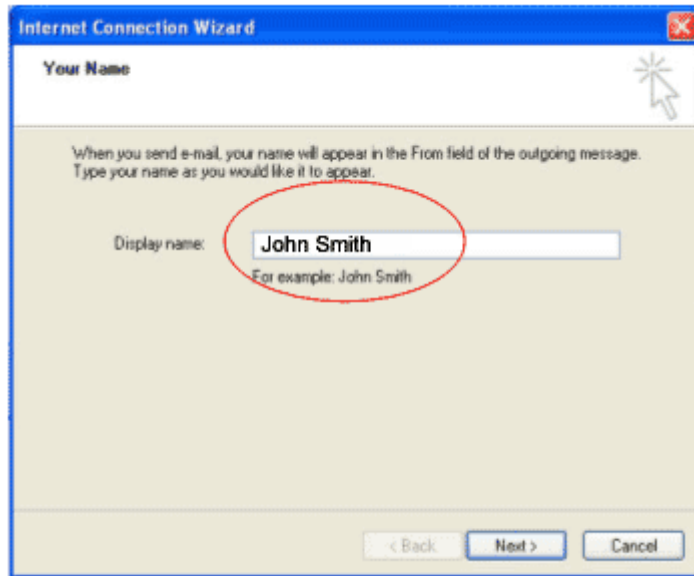 Internet Connection Wizard
Your Name
When you send e-mail, your name will appear in the From field of the outgoing message.
Type your name as you would like it to appear.
Display name: John Smith
For example: John Smith
< Back Next > Cancel